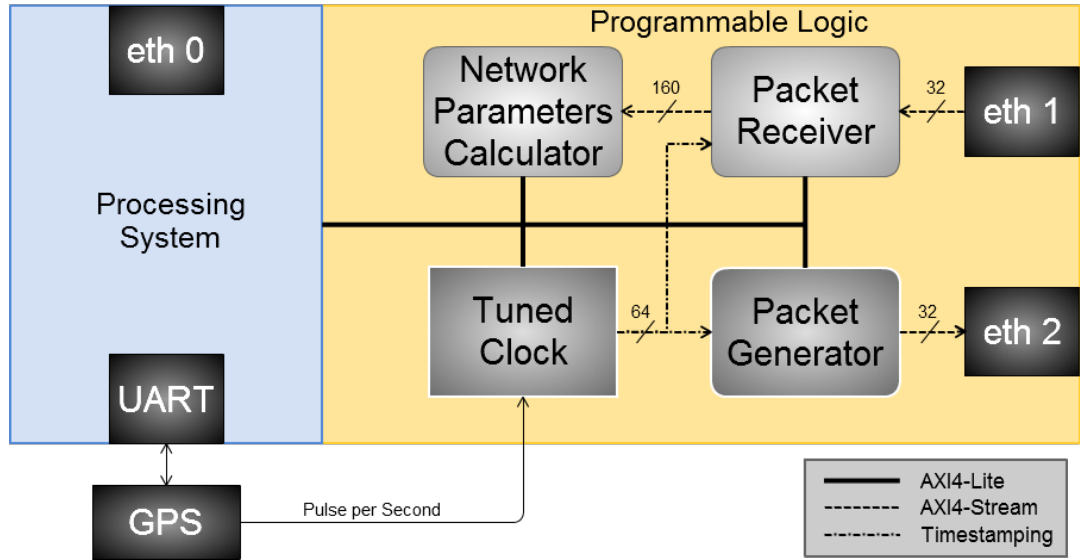 Programmable Logic
eth 0
Network
Parameters
Calculator
160
Packet
Receiver
32
eth 1
Processing
System
Tuned
Clock
64
Packet
Generator
32
eth 2
UART
GPS
Pulse per Second
AXI4-Lite
AXI4-Stream
Timestamping